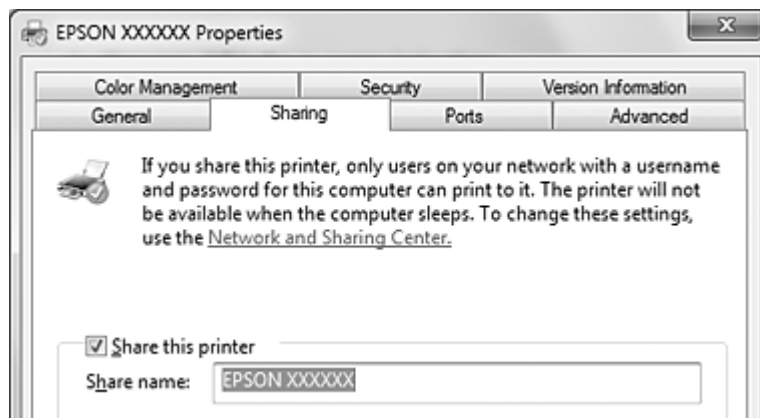 EPSON XXXXXX Properties
Color Management Security Version Information
General Sharing Ports Advanced
If you share this printer, only users on your network with a username
and password for this computer can print to it. The printer will not
be available when the computer sleeps. To change these settings,
use the Network and Sharing Center.
Share this printer
Share name: EPSON XXXXXX